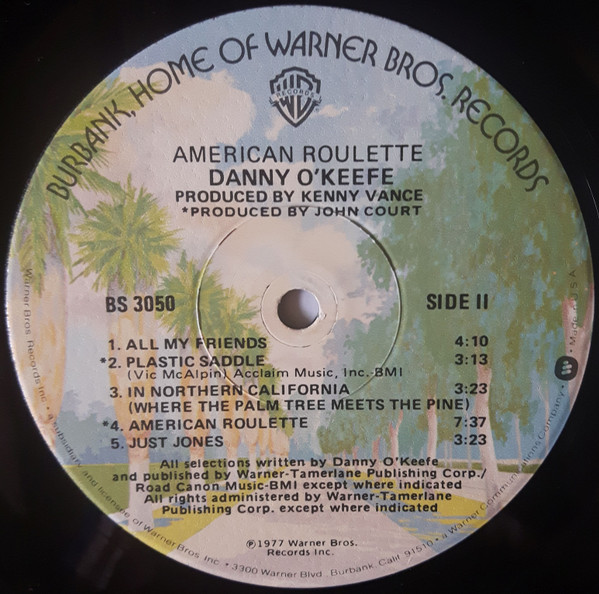 BURBANK, HOME OF WARNER BROS. RECORDS
RECORDS
AMERICAN ROULETTE
DANNY O'KEEFE
PRODUCED BY KENNY VANCE
*PRODUCED BY JOHN COURT
BS 3050
SIDE II
1. ALL MY FRIENDS 4:10
*2. PLASTIC SADDLE 3:13
(Vic McAlpin) Acclaim Music, Inc.-BMI
3. IN NORTHERN CALIFORNIA 3:23
(WHERE THE PALM TREE MEETS THE PINE)
*4. AMERICAN ROULETTE 7:37
5. JUST JONES 3:23
All selections written by Danny O'Keefe
and published by Warner-Tamerlane Publishing Corp./
Road Canon Music-BMI except where indicated
All rights administered by Warner-Tamerlane
Publishing Corp. except where indicated
℗1977 Warner Bros.
Records Inc.
Warner Bros. Records Inc., a subsidiary and licensee of Warner Bros. Inc. • 3300 Warner Blvd., Burbank, Calif. 91510 • a Warner Communications Company. • Made in U.S.A.